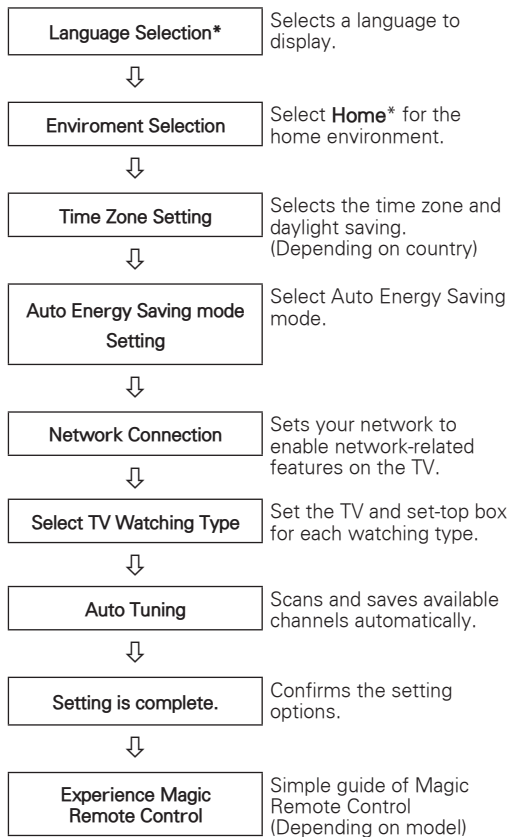 Language Selection*
Selects a language to
display.
Enviroment Selection
Select Home* for the
home environment.
Time Zone Setting
Selects the time zone and
daylight saving.
(Depending on country)
Auto Energy Saving mode
Setting
Select Auto Energy Saving
mode.
Network Connection
Sets your network to
enable network-related
features on the TV.
Select TV Watching Type
Set the TV and set-top box
for each watching type.
Auto Tuning
Scans and saves available
channels automatically.
Setting is complete.
Confirms the setting
options.
Experience Magic
Remote Control
Simple guide of Magic
Remote Control
(Depending on model)